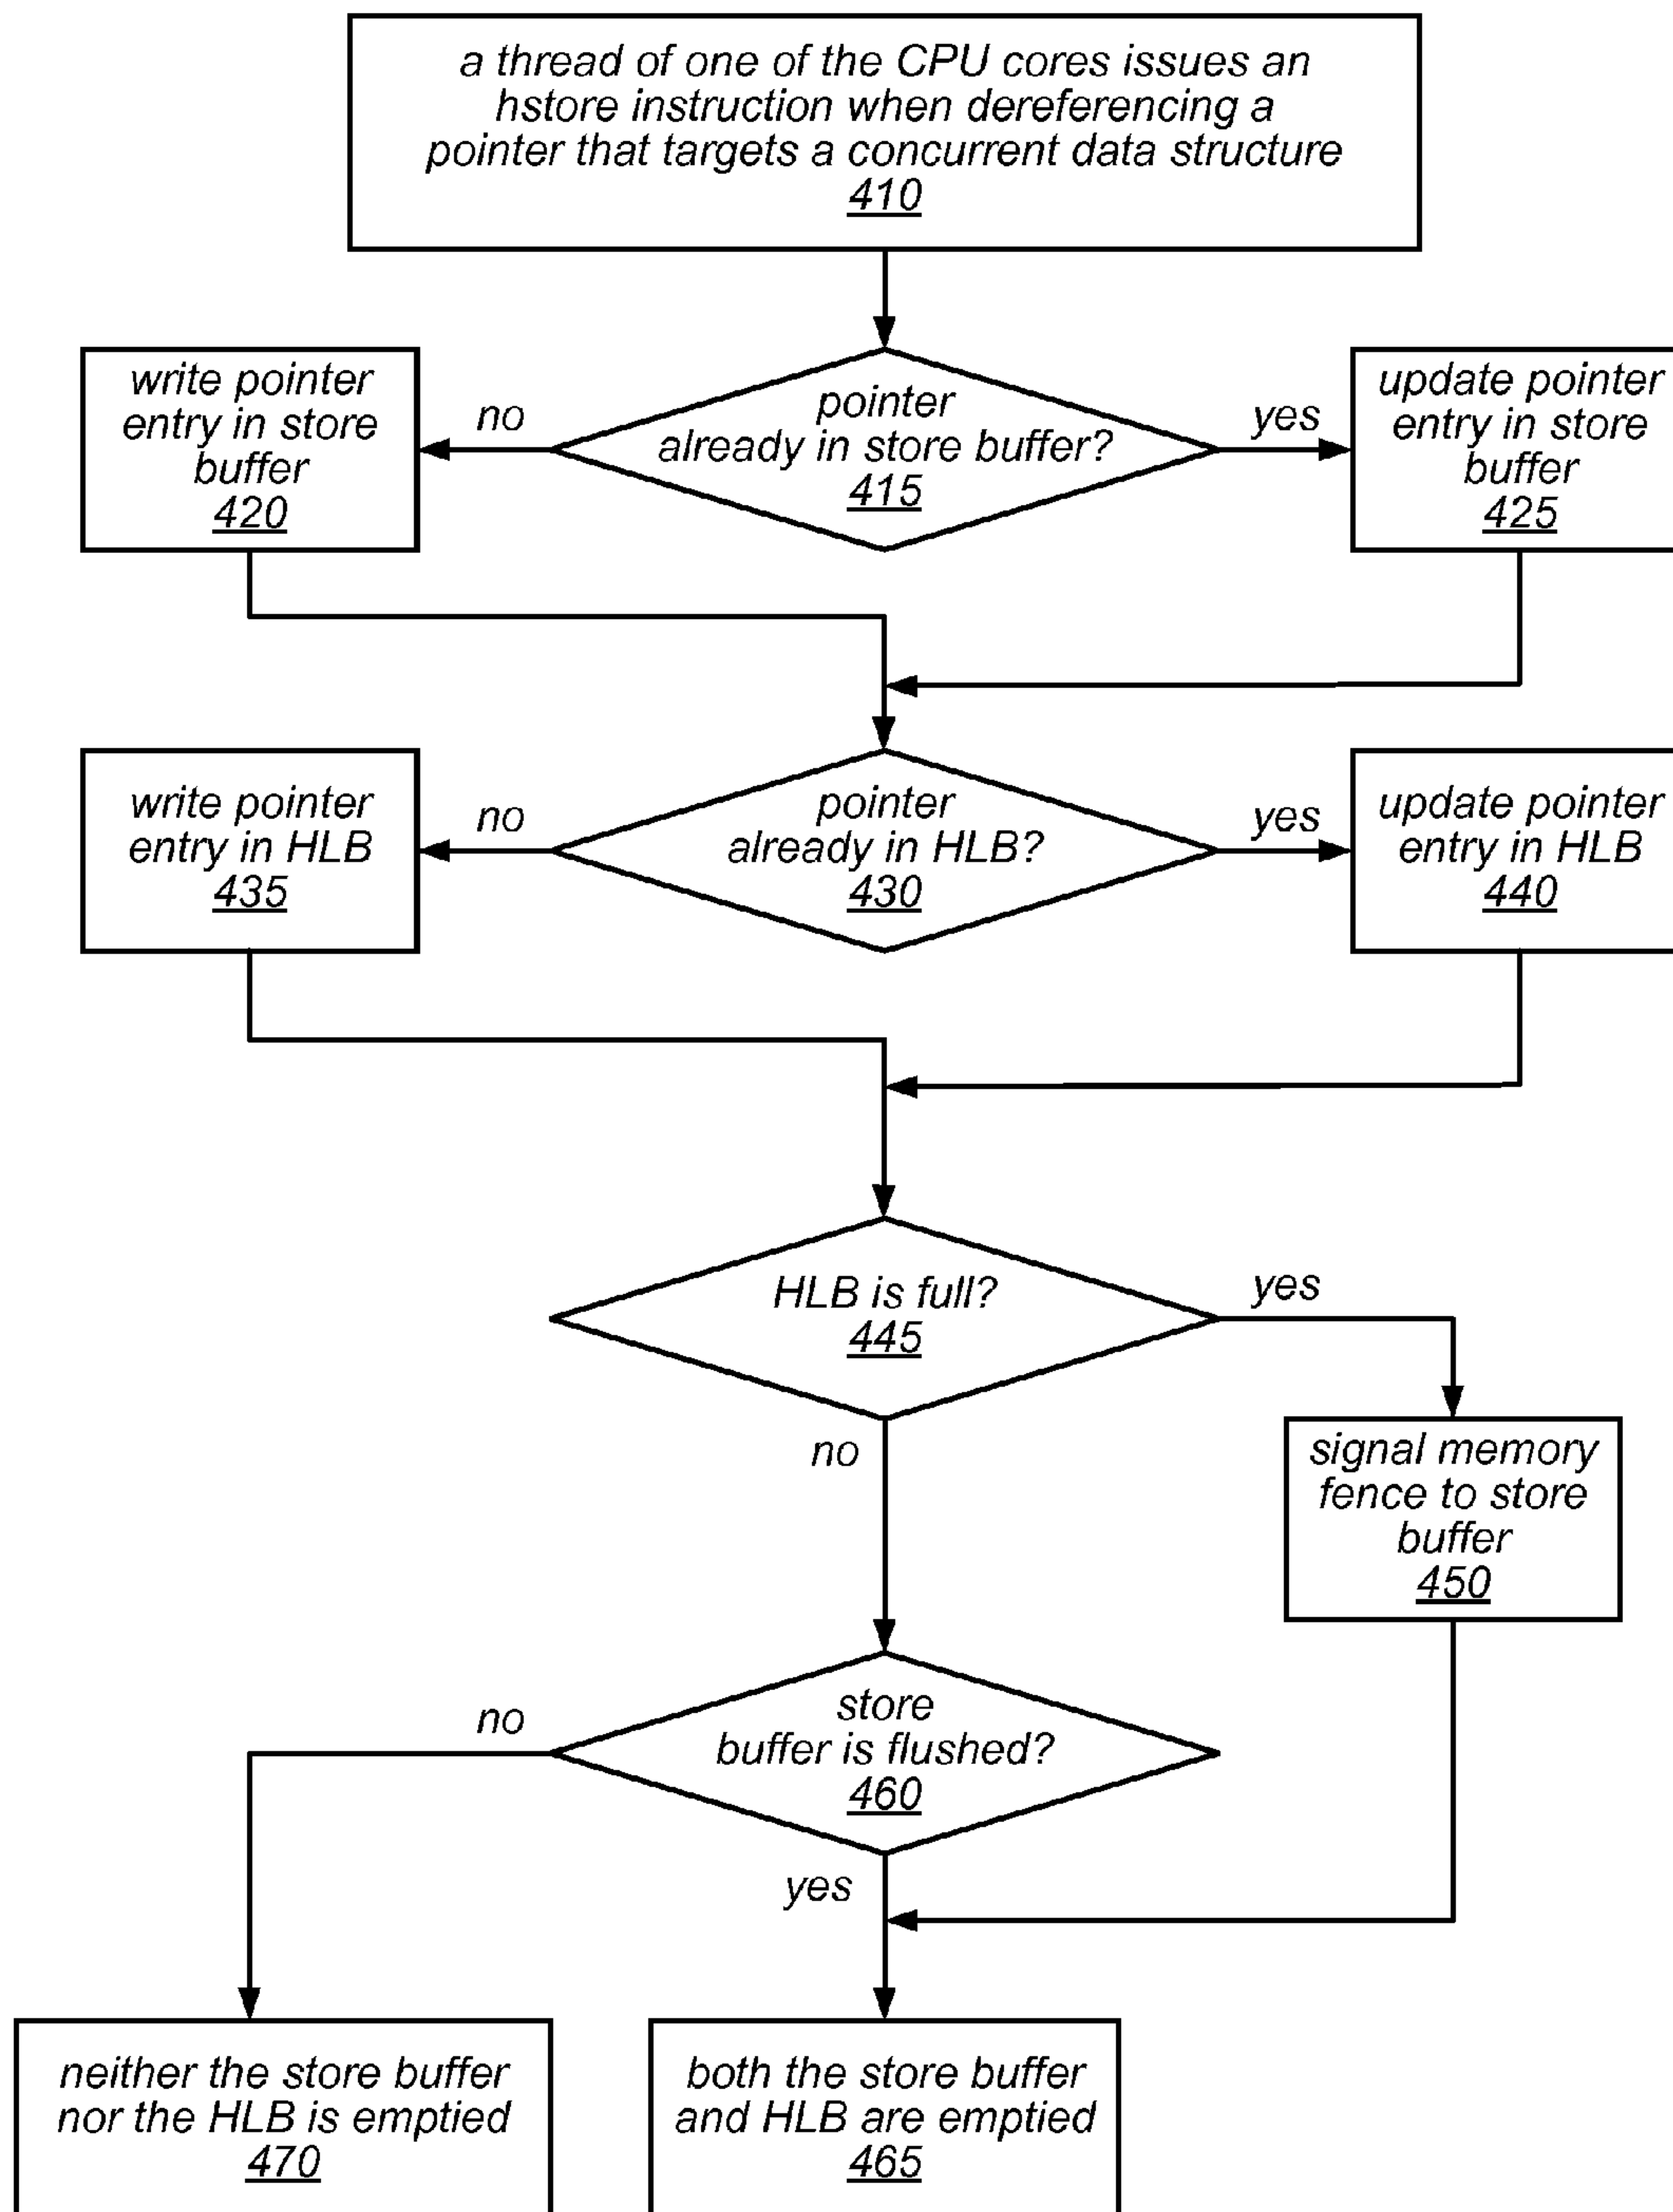 a thread of one of the CPU cores issues an
hstore instruction when dereferencing a
pointer that targets a concurrent data structure
410
write pointer
entry in store
buffer
420
no
pointer
already in store buffer?
415
yes
update pointer
entry in store
buffer
425
write pointer
entry in HLB
435
no
pointer
already in HLB?
430
yes
update pointer
entry in HLB
440
HLB is full?
445
yes
no
signal memory
fence to store
buffer
450
no
store
buffer is flushed?
460
yes
neither the store buffer
nor the HLB is emptied
470
both the store buffer
and HLB are emptied
465